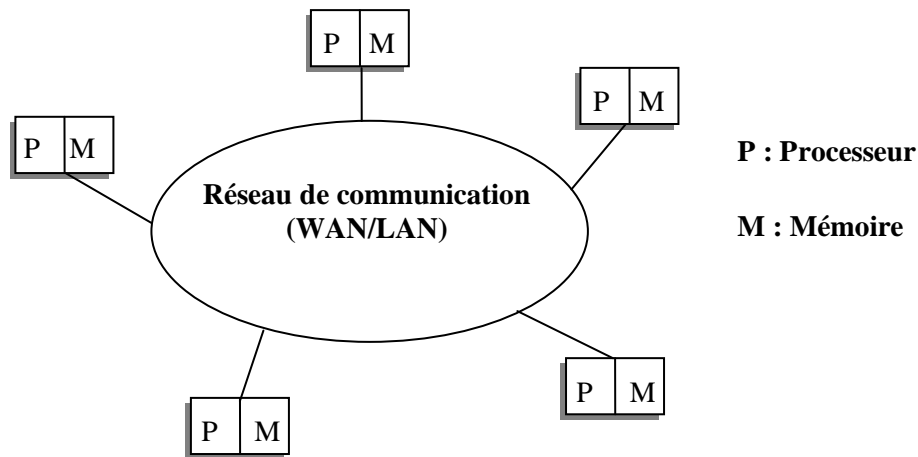 P M
P M
P M
P : Processeur
Réseau de communication
(WAN/LAN)
M : Mémoire
P M
P M